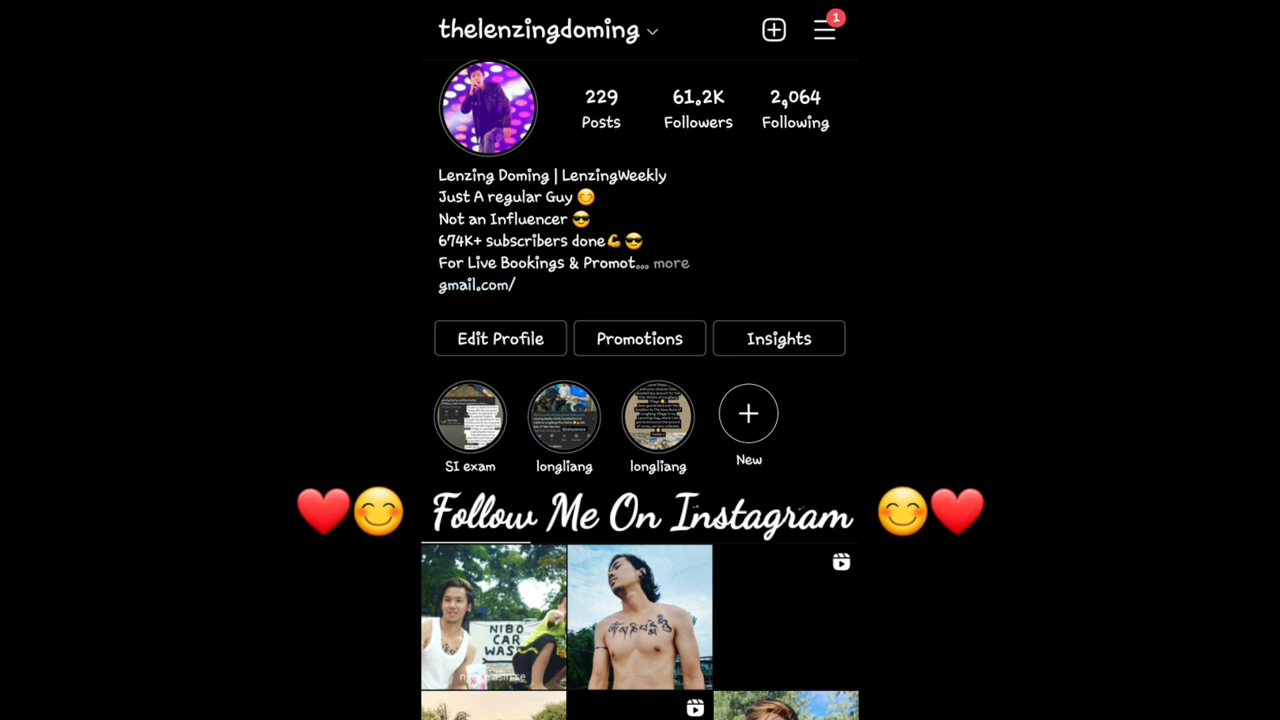 thelenzingdoming
1
229
61.2K
2,064
Posts
Followers
Following
Lenzing Doming | LenzingWeekly
Just A regular Guy 😊
Not an Influencer 😎
674K+ subscribers done💪😎
For Live Bookings & Promot... more
gmail.com/
Edit Profile
Promotions
Insights
SI exam
longliang
longliang
New
❤️😊 Follow Me On Instagram 😊❤️
NIBO
CAR
WASH